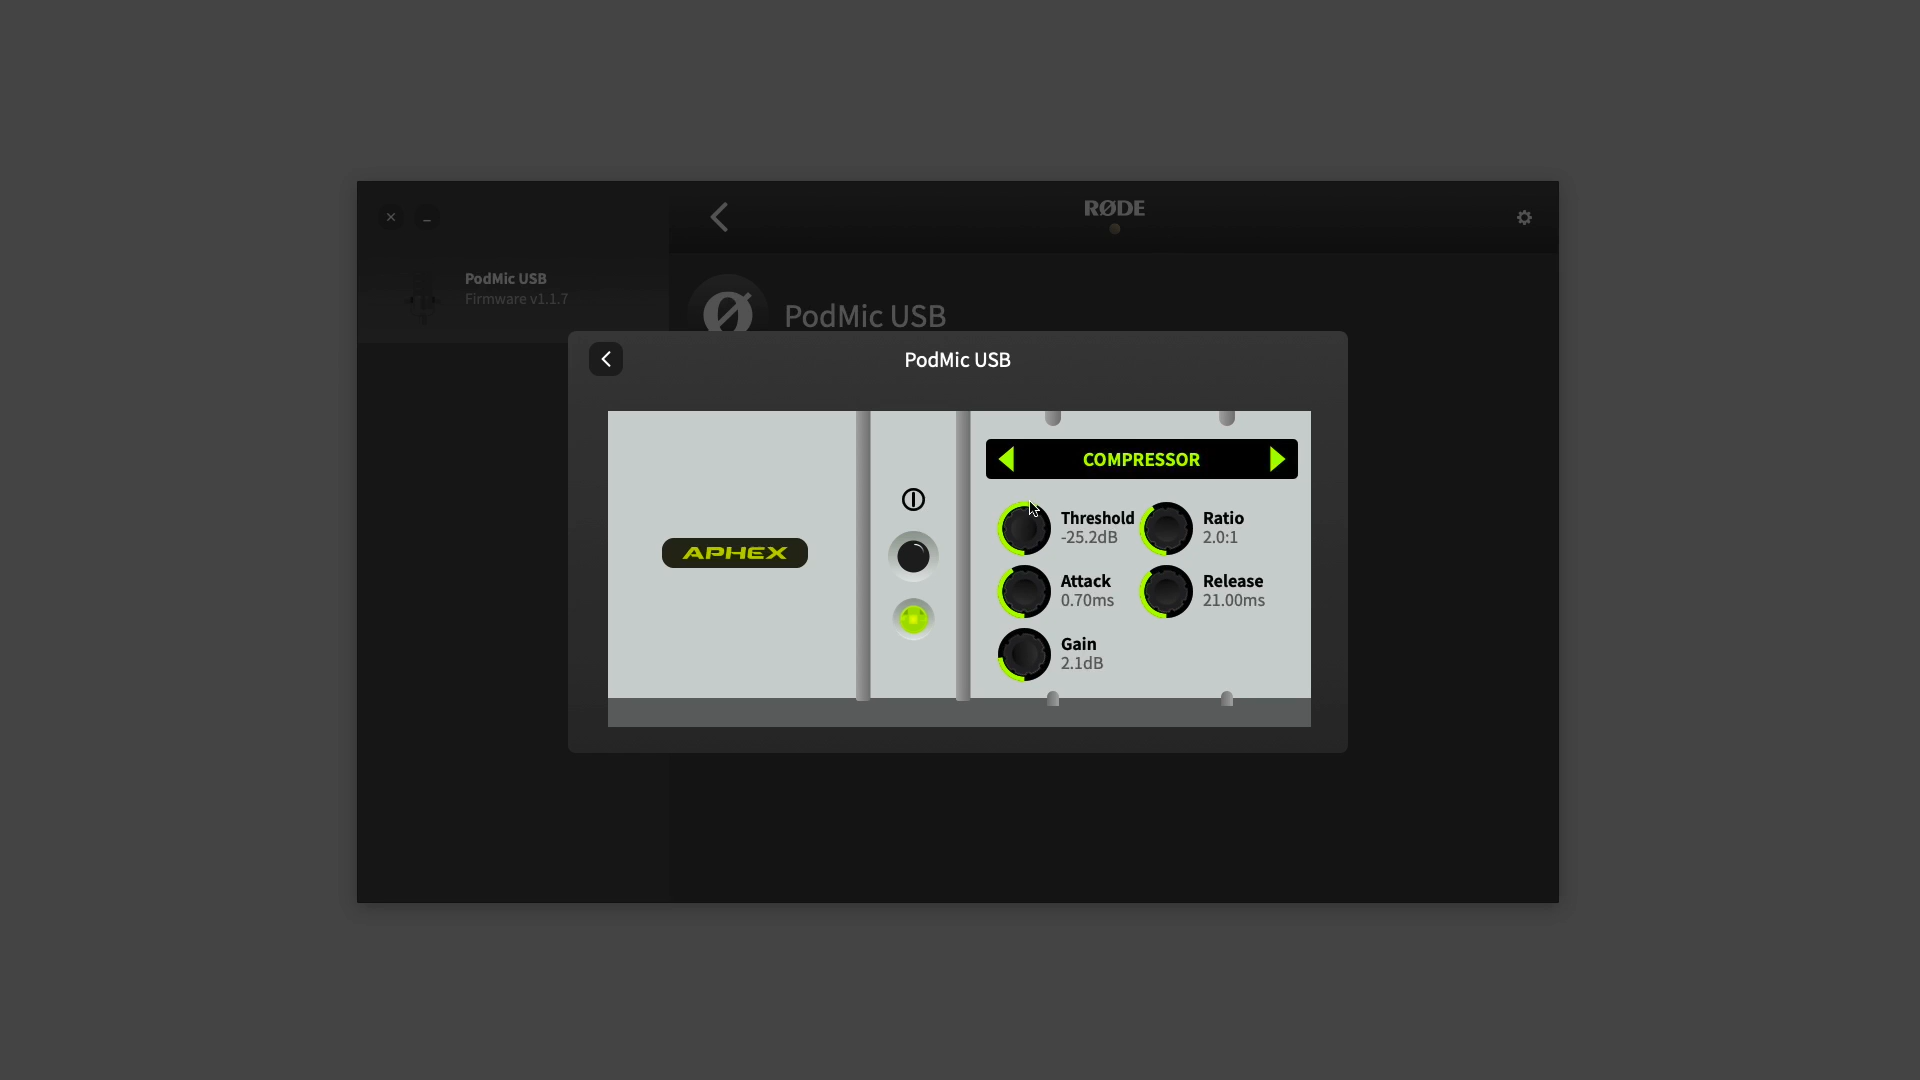 RØDE
PodMic USB
Firmware v1.1.7
PodMic USB
PodMic USB
COMPRESSOR
APHEX
Threshold
-25.2dB
Ratio
2.0:1
Attack
0.70ms
Release
21.00ms
Gain
2.1dB